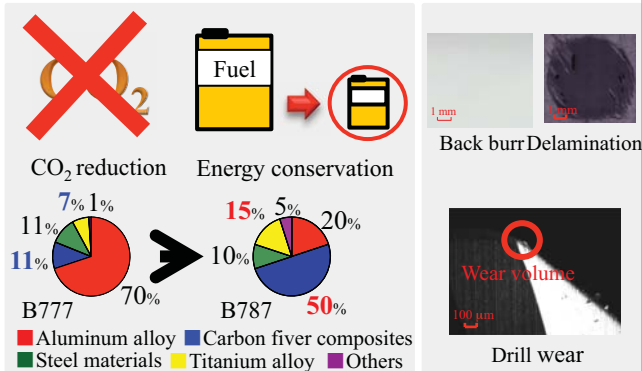 CO2
Fuel
CO2 reduction
Energy conservation
7%
1%
11%
11%
70%
B777
15%
5%
20%
10%
50%
B787
Aluminum alloy
Carbon fiver composites
Steel materials
Titanium alloy
Others
1 mm
1 mm
Back burr
Delamination
Wear volume
100 μm
Drill wear